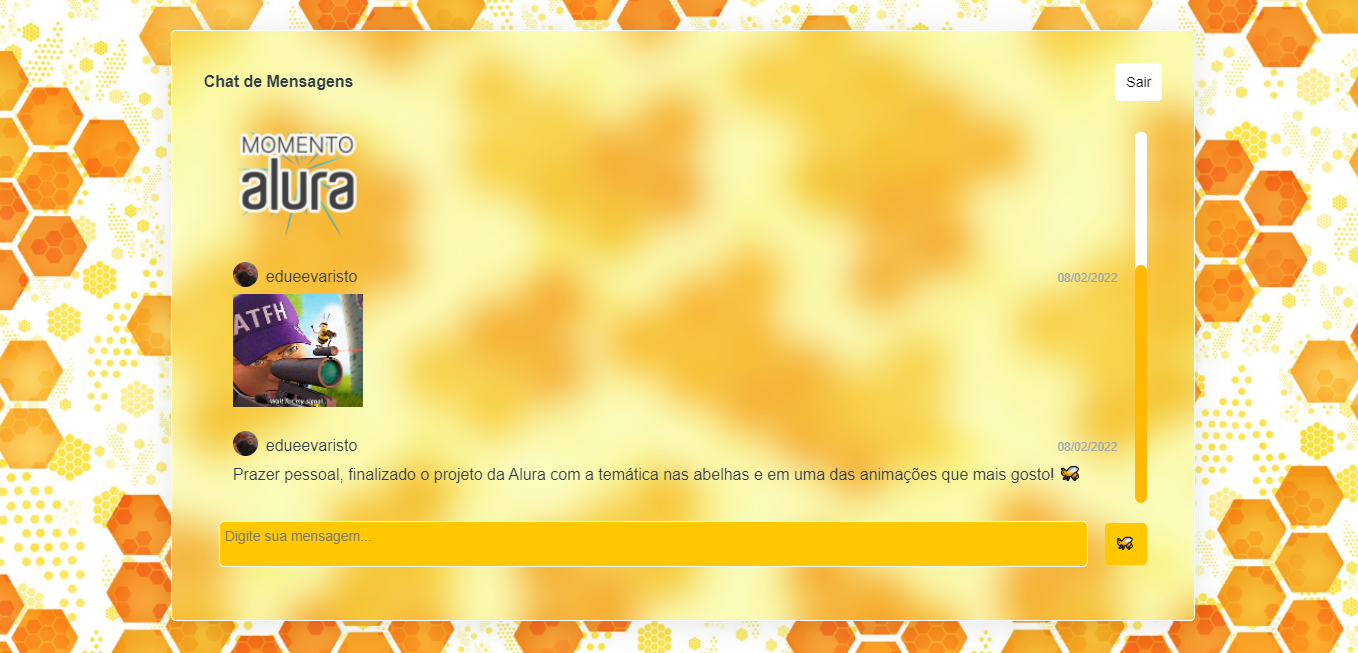 Chat de Mensagens
Sair
MOMENTO
alura
edueevaristo
08/02/2022
ATFH
Wait for my signal...
edueevaristo
08/02/2022
Prazer pessoal, finalizado o projeto da Alura com a temática nas abelhas e em uma das animações que mais gosto!
Digite sua mensagem...